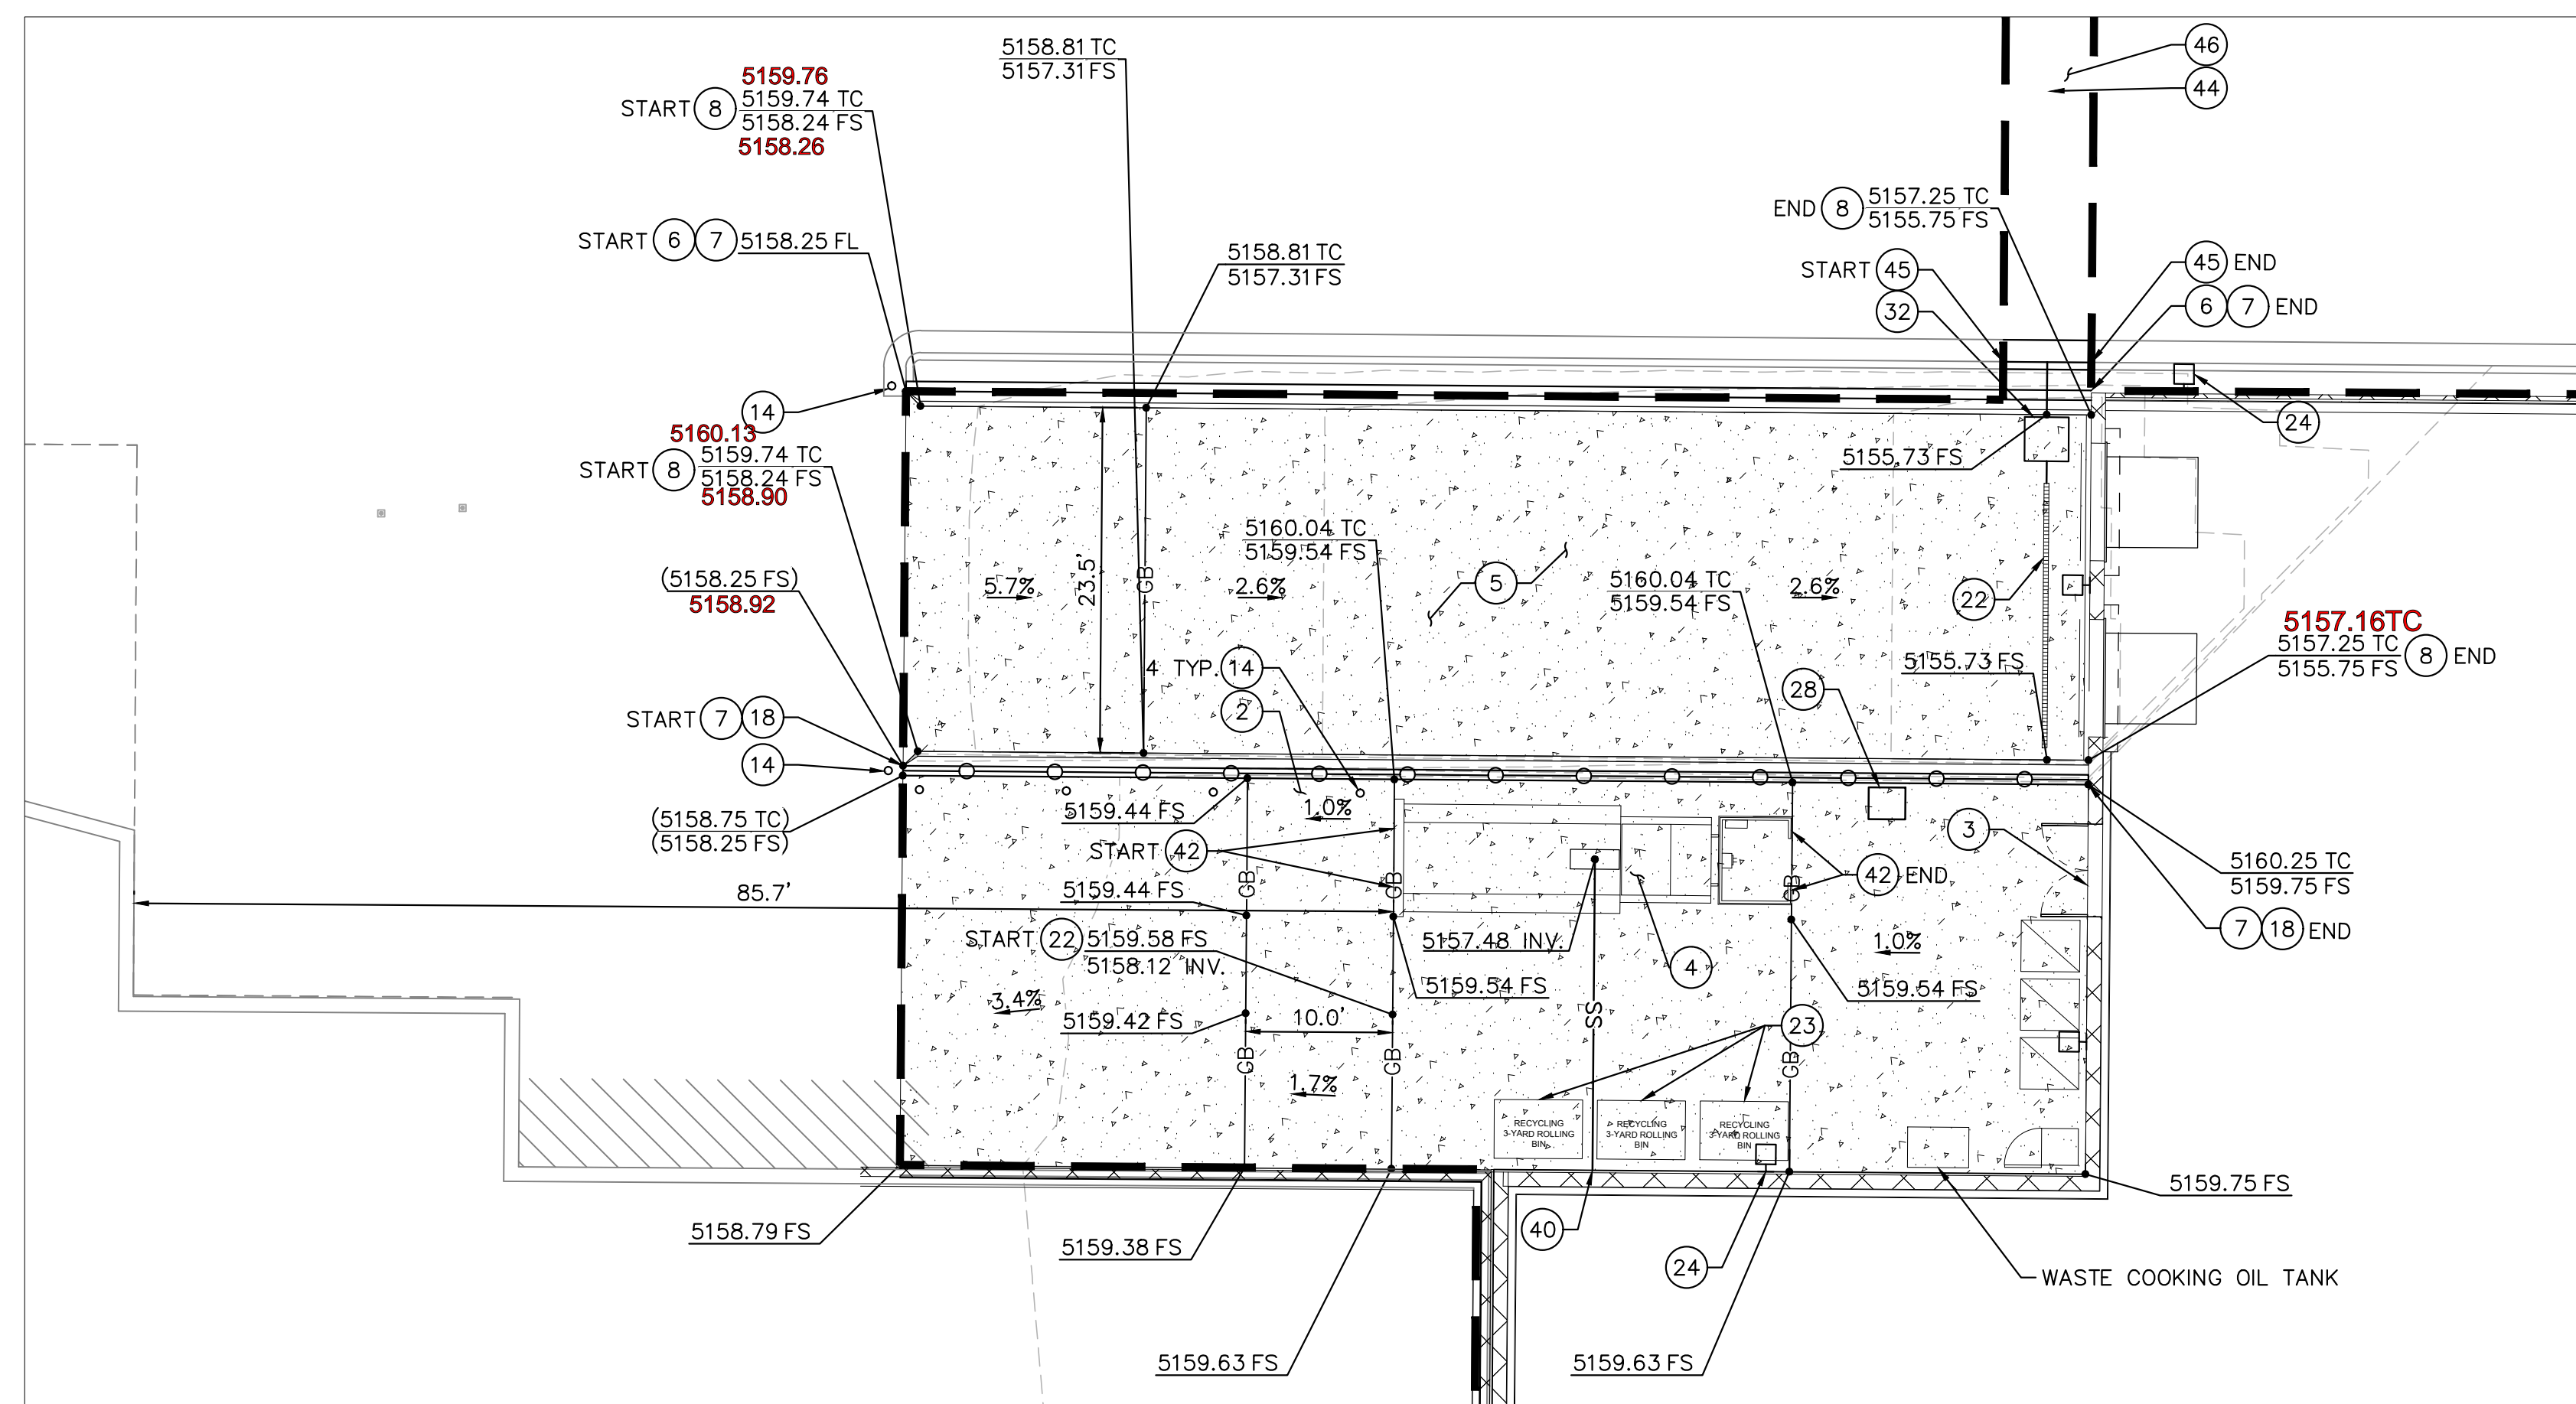 5158.81 TC
5157.31 FS
46
44
5159.76
START 8 5159.74 TC
5158.24 FS
5158.26
END 8 5157.25 TC
5155.75 FS
START 6 7 5158.25 FL
5158.81 TC
5157.31 FS
START 45
32
45 END
6 7 END
14
24
5160.13
START 8 5159.74 TC
5158.24 FS
5158.90
5155.73 FS
5160.04 TC
5159.54 FS
(5158.25 FS)
5158.92
5.7%
23.5'
GB
2.6%
5
5160.04 TC
5159.54 FS
2.6%
22
5157.16TC
5157.25 TC
5155.75 FS
8 END
4 TYP. 14
2
5155.73 FS
28
START 7 18
14
(5158.75 TC)
(5158.25 FS)
5159.44 FS
1.0%
START 42
GB
GB
GB
42 END
3
5160.25 TC
5159.75 FS
7 18 END
85.7'
5159.44 FS
START 22 5159.58 FS
5158.12 INV.
5157.48 INV.
4
5159.54 FS
1.0%
5159.54 FS
3.4%
5159.42 FS
10.0'
SS
23
GB
GB
GB
1.7%
RECYCLING
3-YARD ROLLING
BIN
RECYCLING
3-YARD ROLLING
BIN
RECYCLING
3-YARD ROLLING
BIN
5159.75 FS
5158.79 FS
5159.38 FS
40
24
WASTE COOKING OIL TANK
5159.63 FS
5159.63 FS